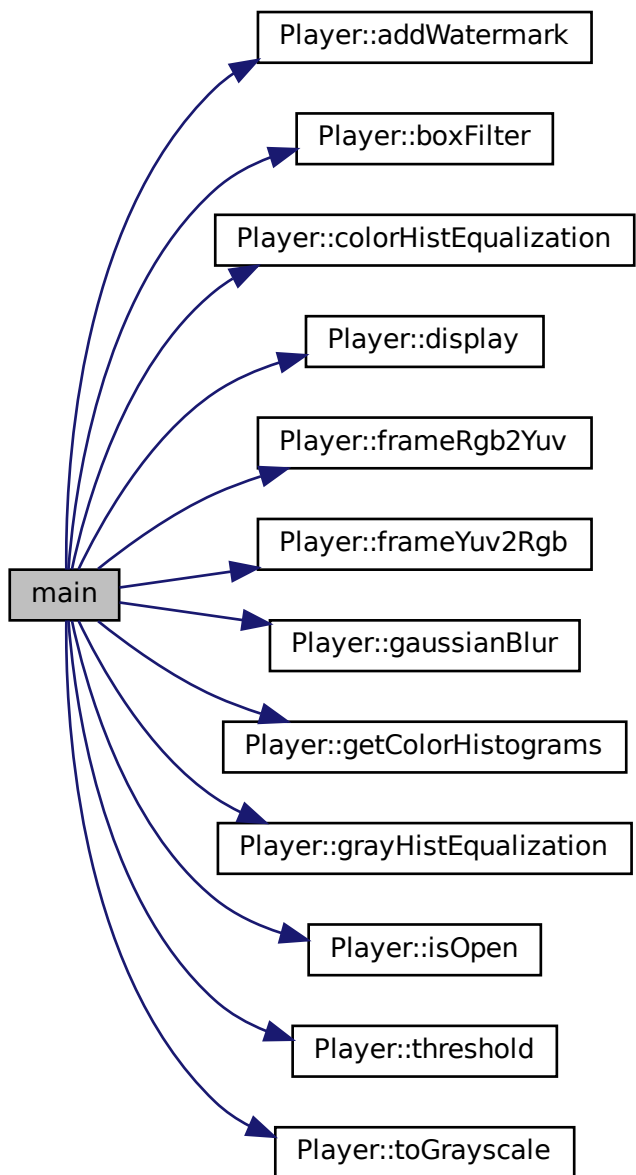 Player::addWatermark
Player::boxFilter
Player::colorHistEqualization
Player::display
Player::frameRgb2Yuv
Player::frameYuv2Rgb
main
Player::gaussianBlur
Player::getColorHistograms
Player::grayHistEqualization
Player::isOpen
Player::threshold
Player::toGrayscale